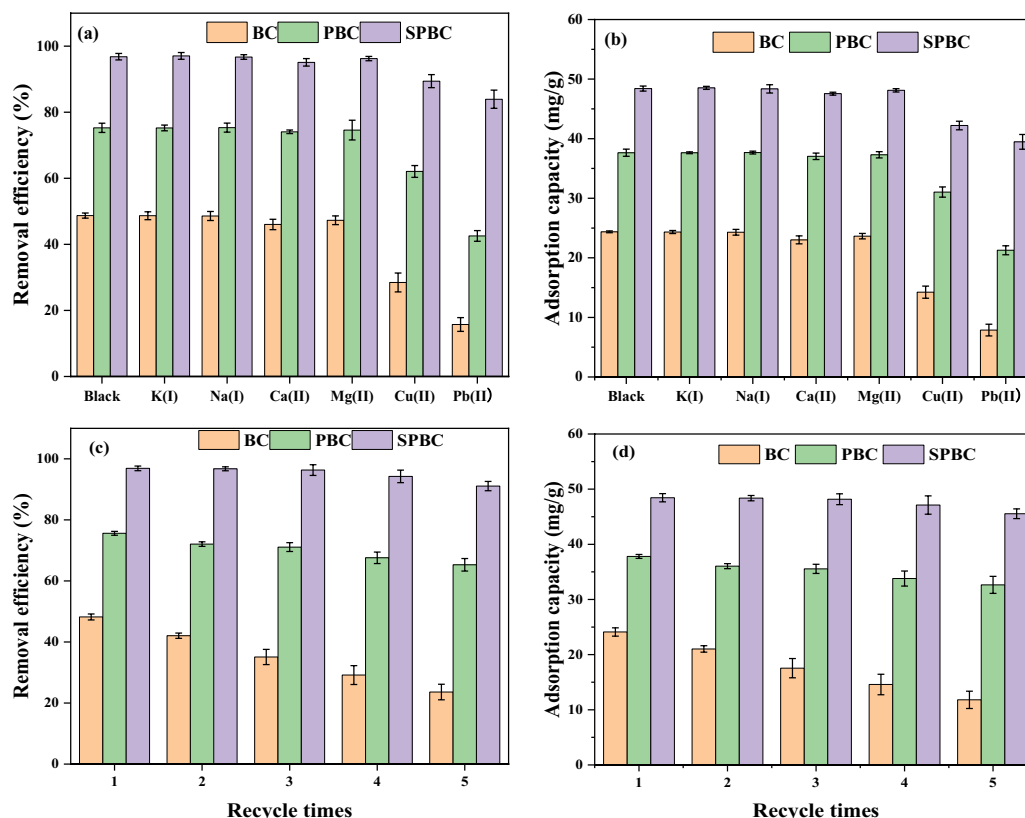 (a) BC PBC SPBC
Removal efficiency (%)
100
80
60
40
20
0
Black K(I) Na(I) Ca(II) Mg(II) Cu(II) Pb(II）
(b)
BC PBC SPBC
Adsorption capacity (mg/g)
60
50
40
30
20
10
0
Black K(I) Na(I) Ca(II) Mg(II) Cu(II) Pb(II）
(c) BC PBC SPBC
Removal efficiency (%)
100
80
60
40
20
0
1 2 3 4 5
Recycle times
(d)
BC PBC SPBC
Adsorption capacity (mg/g)
60
50
40
30
20
10
0
1 2 3 4 5
Recycle times